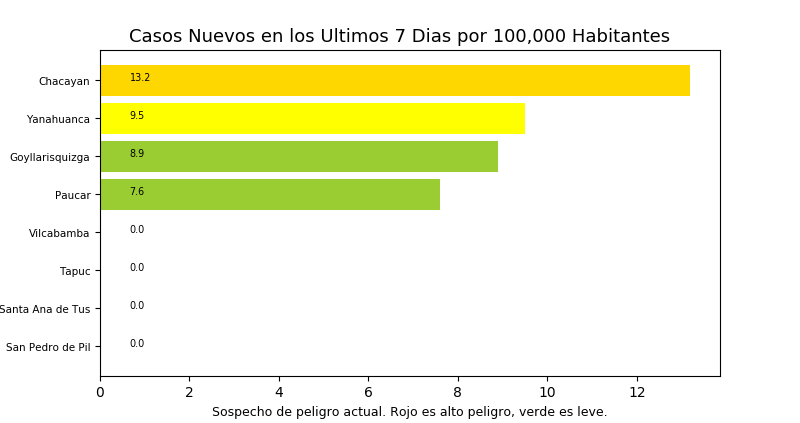 Casos Nuevos en los Ultimos 7 Dias por 100,000 Habitantes
Chacayan 13.2
Yanahuanca 9.5
Goyllarisquizga 8.9
Paucar 7.6
Vilcabamba 0.0
Tapuc 0.0
Santa Ana de Tus 0.0
San Pedro de Pil 0.0
0 2 4 6 8 10 12
Sospecho de peligro actual. Rojo es alto peligro, verde es leve.